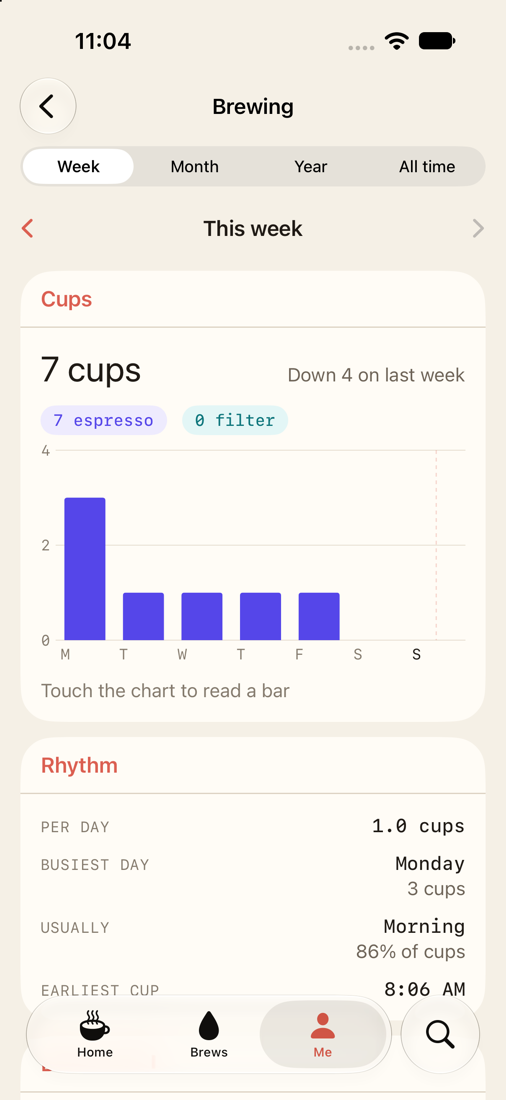 11:04
Brewing
Week Month Year All time
This week
Cups
7 cups Down 4 on last week
7 espresso 0 filter
4
2
0
M T W T F S S
Touch the chart to read a bar
Rhythm
PER DAY 1.0 cups
BUSIEST DAY Monday
3 cups
USUALLY Morning
86% of cups
EARLIEST CUP 8:06 AM
Home Brews Me